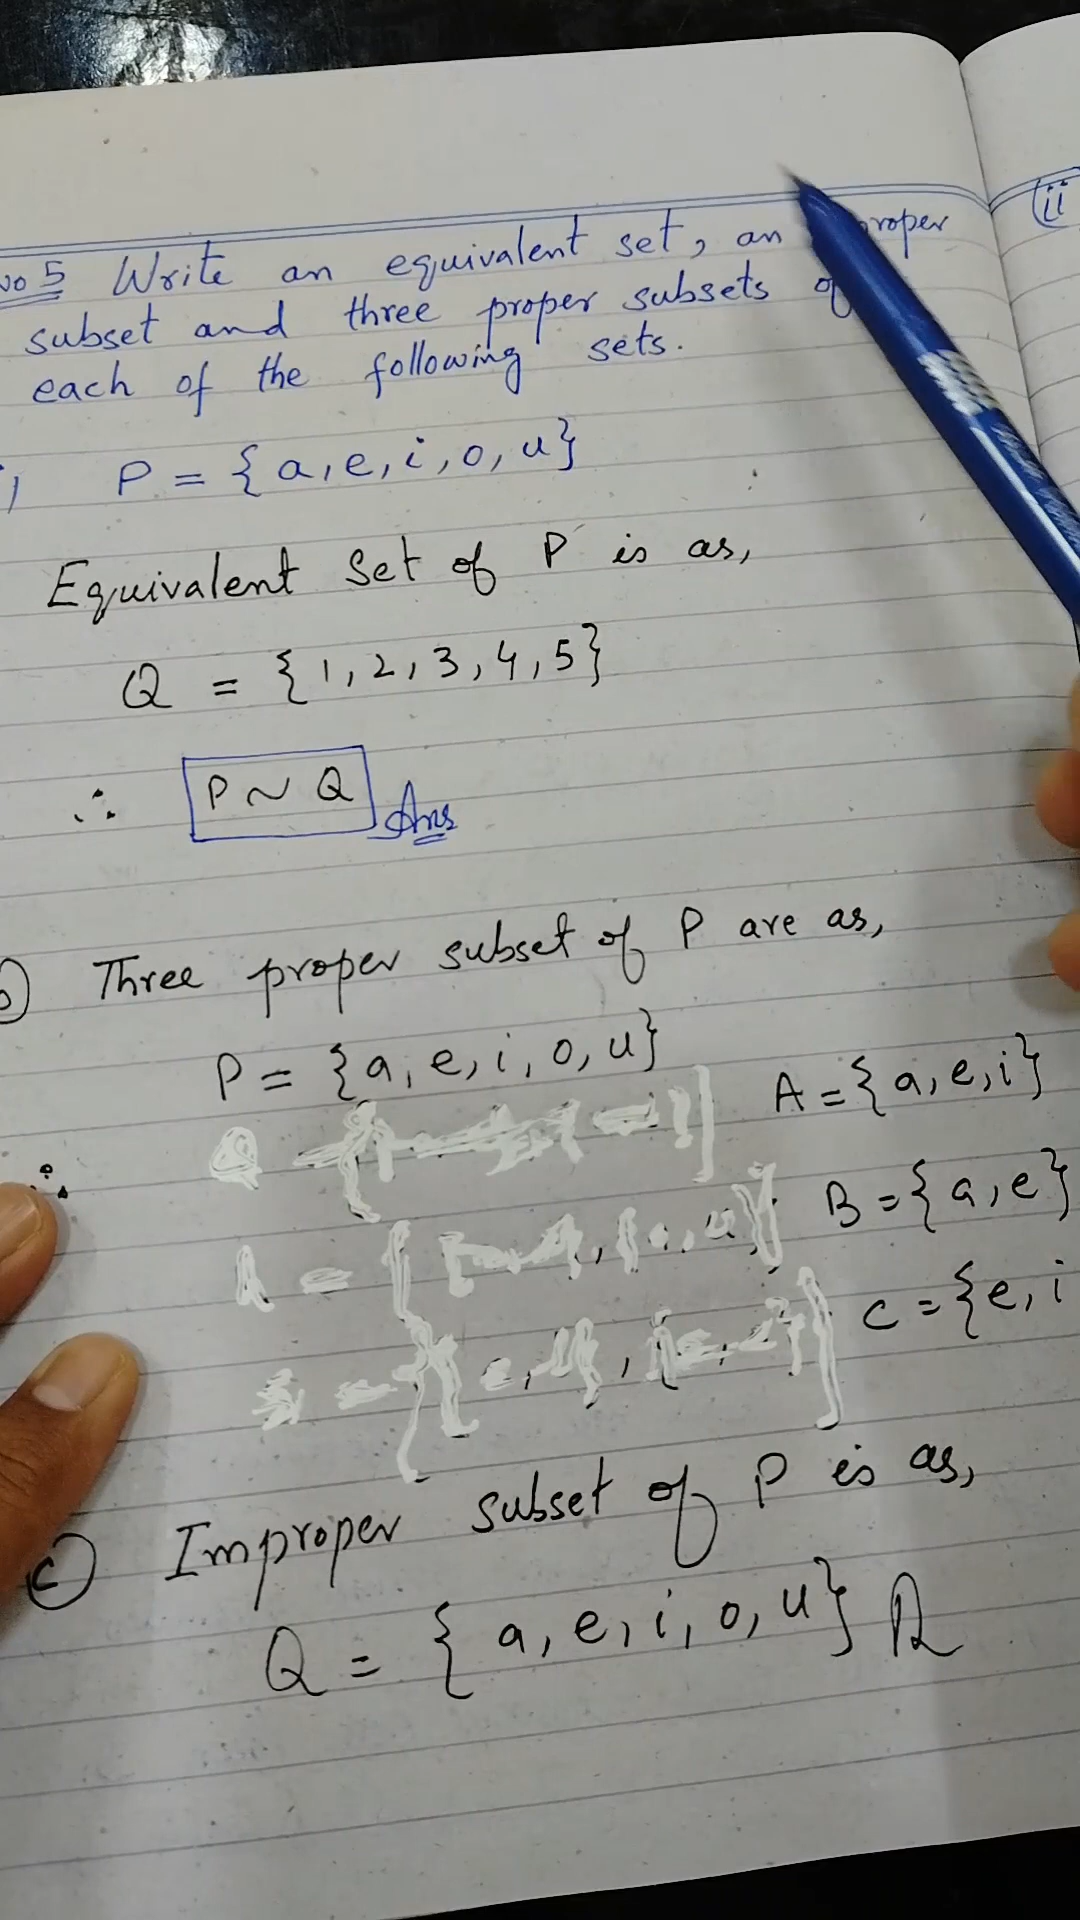 no 5 Write an equivalent set, an proper
subset and three proper subsets of
each of the following sets.
P = {a, e, i, o, u}
(ii
Equivalent Set of P is as,
Q = {1, 2, 3, 4, 5}
∴ P ~ Q Ans
Three proper subset of P are as,
P = {a, e, i, o, u}
A = {a, e, i}
B = {a, e}
C = {e, i
c) Improper subset of P is as,
Q = {a, e, i, o, u}